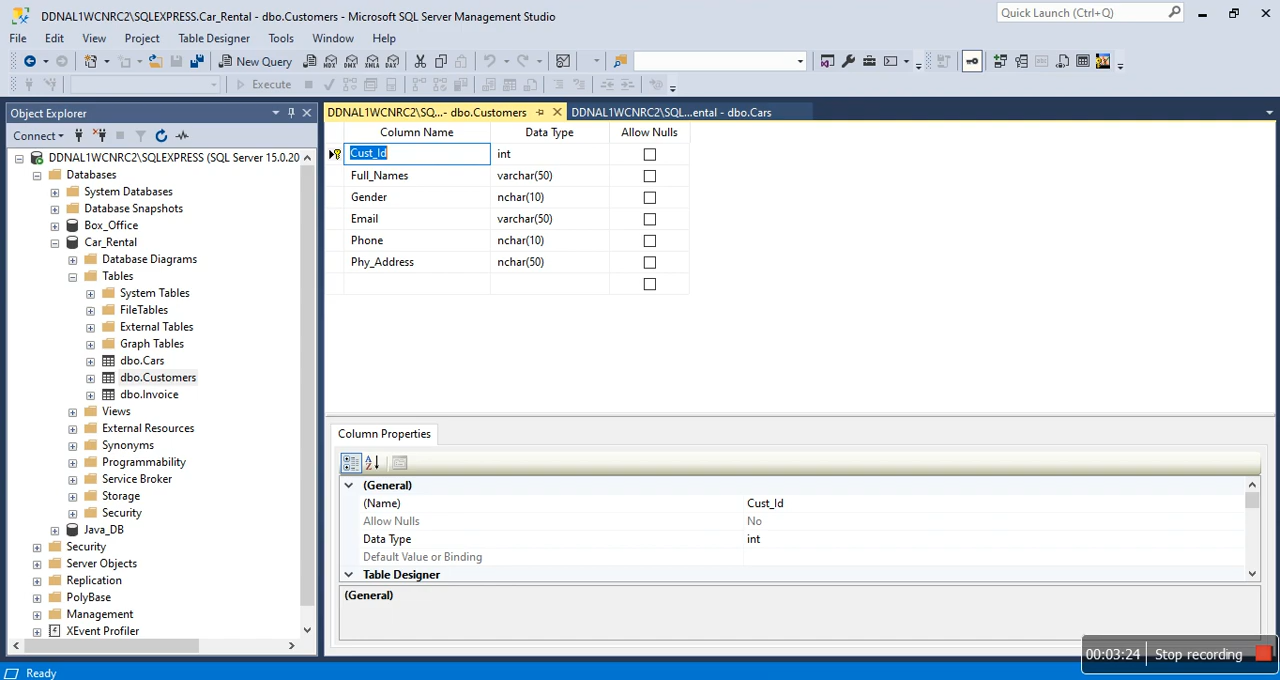 DDNAL1WCNRC2\SQLEXPRESS.Car_Rental - dbo.Customers - Microsoft SQL Server Management Studio
Quick Launch (Ctrl+Q)
File Edit View Project Table Designer Tools Window Help
New Query
MDX DMX XMLA DAX
Execute
Object Explorer
DDNAL1WCNRC2\SQL...- dbo.Customers
DDNAL1WCNRC2\SQL...ental - dbo.Cars
Connect
DDNAL1WCNRC2\SQLEXPRESS (SQL Server 15.0.20
Databases
System Databases
Database Snapshots
Box_Office
Car_Rental
Database Diagrams
Tables
System Tables
FileTables
External Tables
Graph Tables
dbo.Cars
dbo.Customers
dbo.Invoice
Views
External Resources
Synonyms
Programmability
Service Broker
Storage
Security
Java_DB
Security
Server Objects
Replication
PolyBase
Management
XEvent Profiler
Column Name Data Type Allow Nulls
Cust_Id int
Full_Names varchar(50)
Gender nchar(10)
Email varchar(50)
Phone nchar(10)
Phy_Address nchar(50)
Column Properties
(General)
(Name) Cust_Id
Allow Nulls No
Data Type int
Default Value or Binding
Table Designer
(General)
00:03:24 Stop recording
Ready